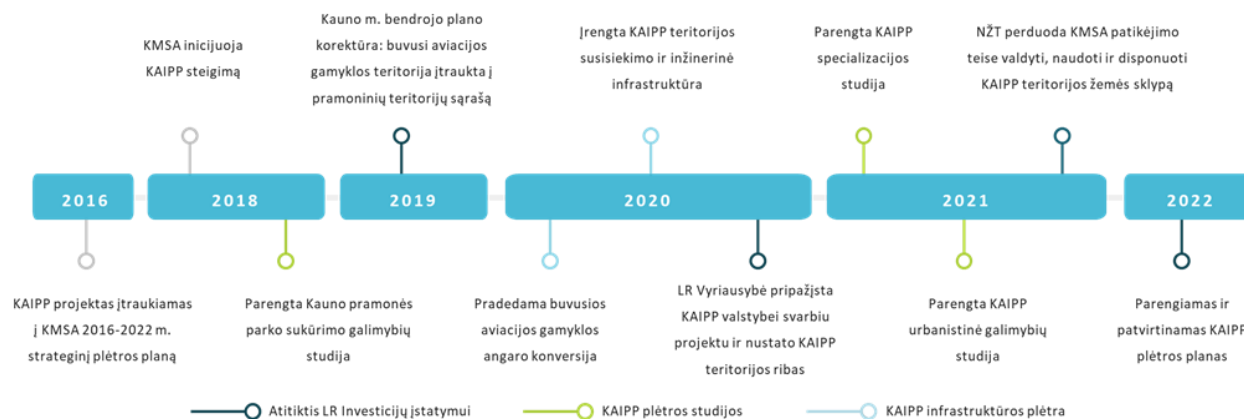 KMSA inicijuoja
KAIPP steigimą
Kauno m. bendrojo plano
korektūra: buvusi aviacijos
gamyklos teritorija įtraukta į
pramoninių teritorijų sąrašą
Įrengta KAIPP teritorijos
susisiekimo ir inžinerinė
infrastruktūra
Parengta KAIPP
specializacijos
studija
NŽT perduoda KMSA patikėjimo
teise valdyti, naudoti ir disponuoti
KAIPP teritorijos žemės sklypą
2016
2018
2019
2020
2021
2022
KAIPP projektas įtraukiamas
į KMSA 2016-2022 m.
strateginį plėtros planą
Parengta Kauno pramonės
parko sukūrimo galimybių
studija
Pradedama buvusios
aviacijos gamyklos
angaro konversija
LR Vyriausybė pripažįsta
KAIPP valstybei svarbiu
projektu ir nustato KAIPP
teritorijos ribas
Parengta KAIPP
urbanistinė galimybių
studija
Parengiamas ir
patvirtinamas KAIPP
plėtros planas
Atitiktis LR Investicijų įstatymui
KAIPP plėtros studijos
KAIPP infrastruktūros plėtra